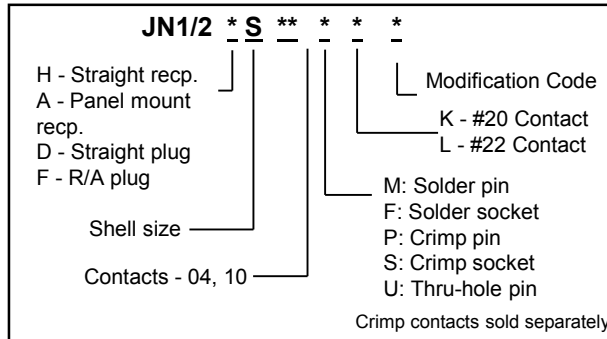 JN1/2 * S ** * * *
H - Straight recp.
A - Panel mount
recp.
D - Straight plug
F - R/A plug
Shell size
Contacts - 04, 10
Modification Code
K - #20 Contact
L - #22 Contact
M: Solder pin
F: Solder socket
P: Crimp pin
S: Crimp socket
U: Thru-hole pin
Crimp contacts sold separately